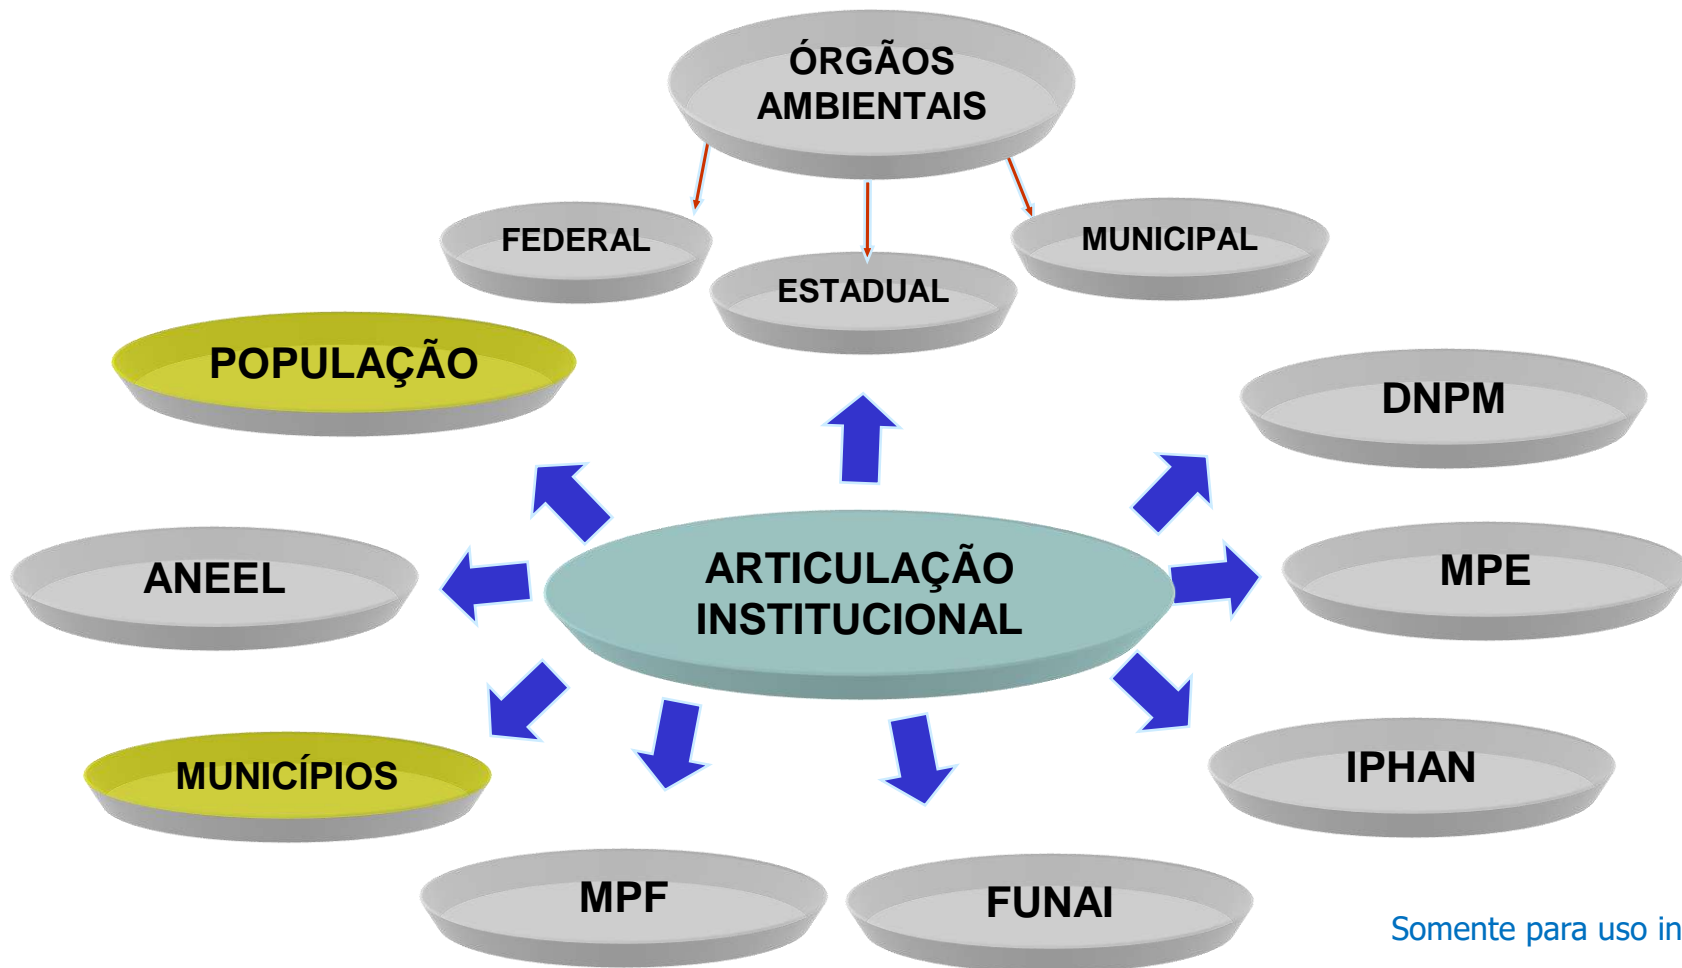 ÓRGÃOS
AMBIENTAIS
FEDERAL
ESTADUAL
MUNICIPAL
POPULAÇÃO
DNPM
ANEEL
ARTICULAÇÃO
INSTITUCIONAL
MPE
MUNICÍPIOS
IPHAN
MPF
FUNAI
Somente para uso in